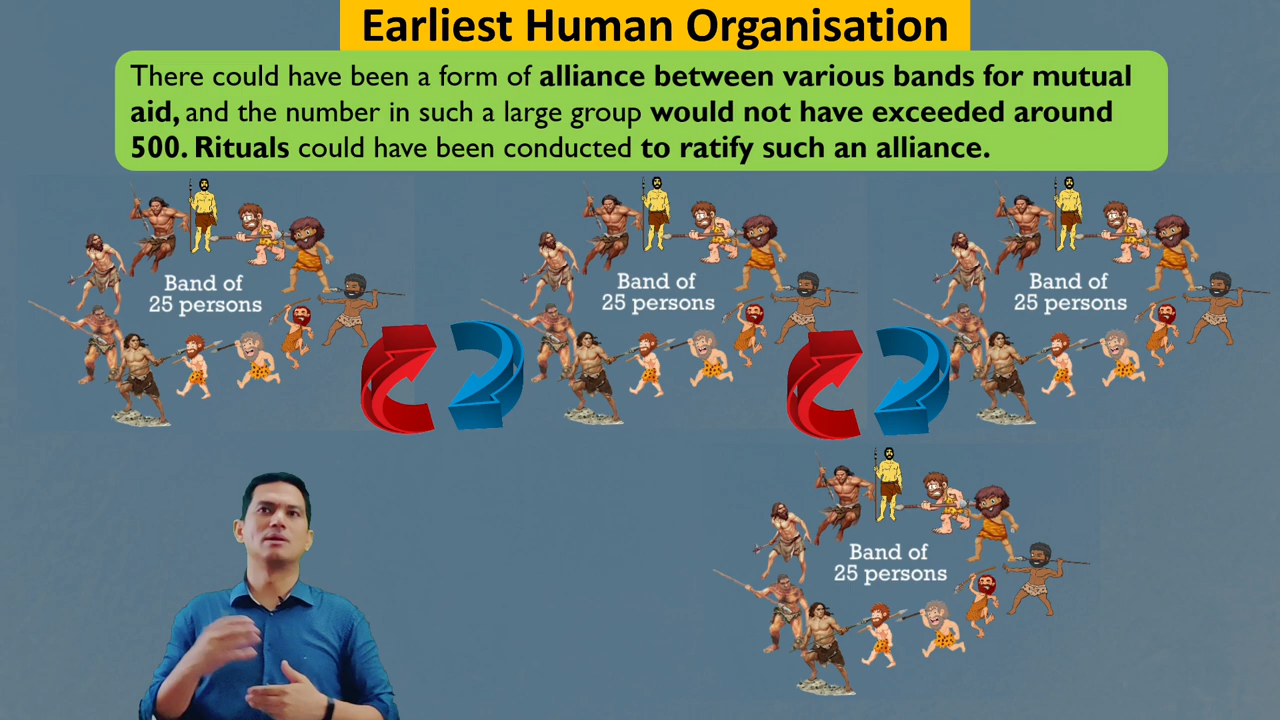 Earliest Human Organisation
There could have been a form of alliance between various bands for mutual
aid, and the number in such a large group would not have exceeded around
500. Rituals could have been conducted to ratify such an alliance.
Band of
25 persons
Band of
25 persons
Band of
25 persons
Band of
25 persons